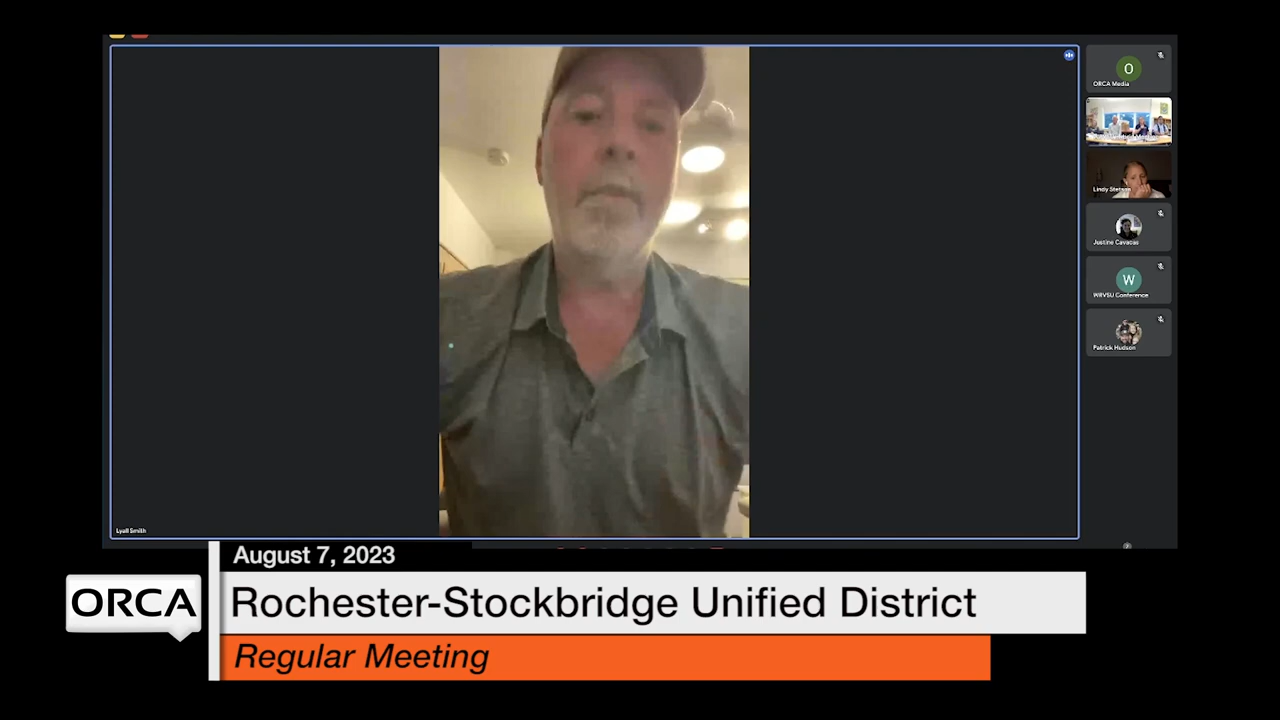 O
ORCA Media
Lindy Stetson
Justine Cavacas
W
WRVSU Conference
Patrick Hudson
Lyall Smith
August 7, 2023
ORCA
Rochester-Stockbridge Unified District
Regular Meeting